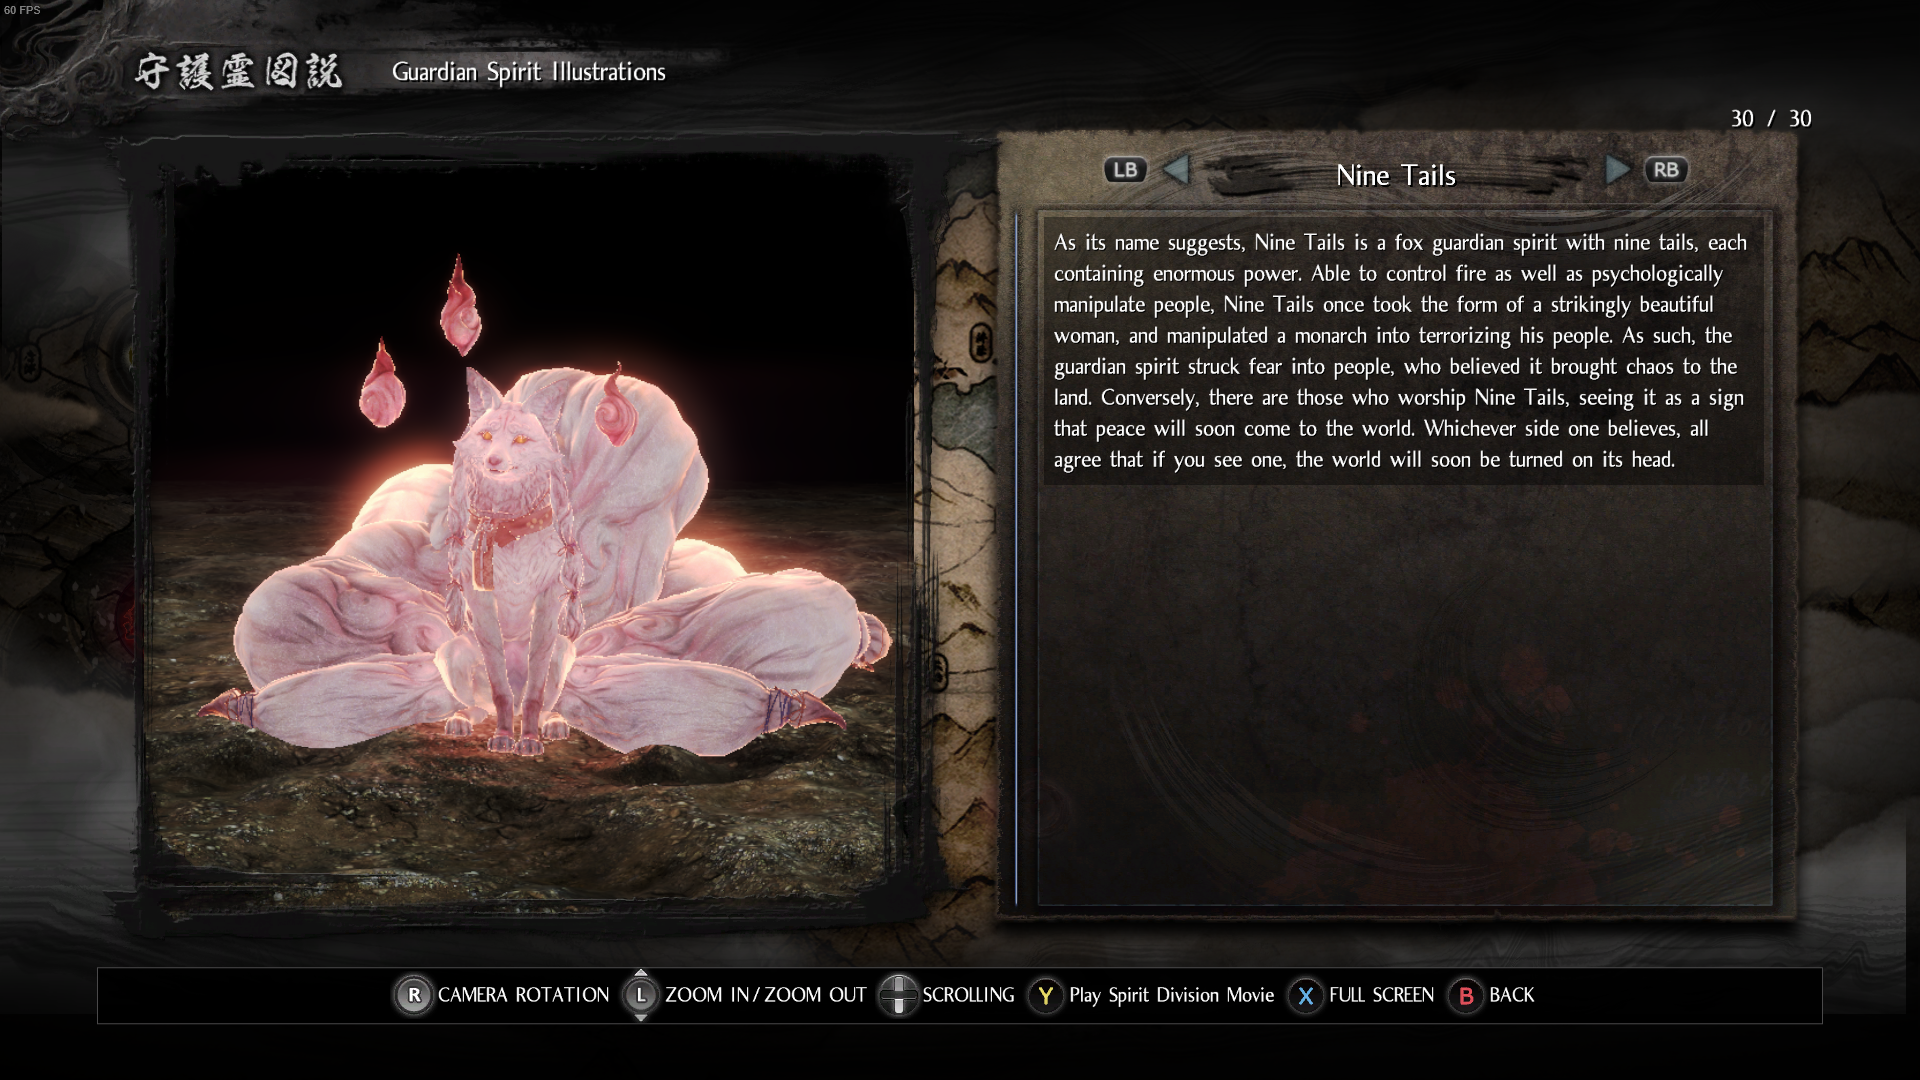 60 FPS
守護霊図説
Guardian Spirit Illustrations
30 / 30
LB
Nine Tails
RB
As its name suggests, Nine Tails is a fox guardian spirit with nine tails, each
containing enormous power. Able to control fire as well as psychologically
manipulate people, Nine Tails once took the form of a strikingly beautiful
woman, and manipulated a monarch into terrorizing his people. As such, the
guardian spirit struck fear into people, who believed it brought chaos to the
land. Conversely, there are those who worship Nine Tails, seeing it as a sign
that peace will soon come to the world. Whichever side one believes, all
agree that if you see one, the world will soon be turned on its head.
R CAMERA ROTATION L ZOOM IN/ZOOM OUT SCROLLING Y Play Spirit Division Movie X FULL SCREEN B BACK